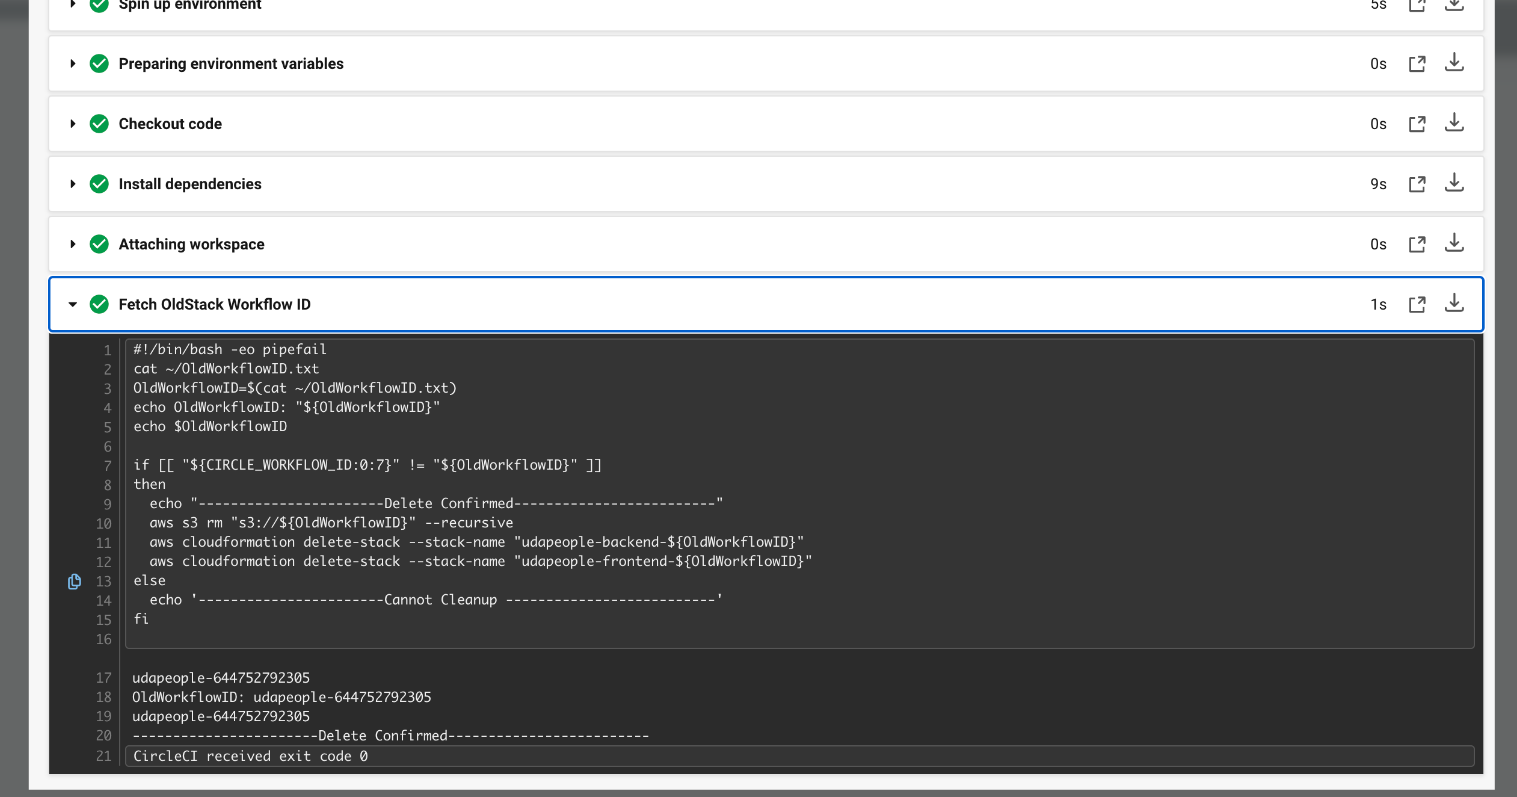 Spin up environment 5s
Preparing environment variables 0s
Checkout code 0s
Install dependencies 9s
Attaching workspace 0s
Fetch OldStack Workflow ID 1s
1 #!/bin/bash -eo pipefail
2 cat ~/OldWorkflowID.txt
3 OldWorkflowID=$(cat ~/OldWorkflowID.txt)
4 echo OldWorkflowID: "${OldWorkflowID}"
5 echo $OldWorkflowID
6
7 if [[ "${CIRCLE_WORKFLOW_ID:0:7}" != "${OldWorkflowID}" ]]
8 then
9   echo "-----------------------Delete Confirmed-------------------------"
10   aws s3 rm "s3://${OldWorkflowID}" --recursive
11   aws cloudformation delete-stack --stack-name "udapeople-backend-${OldWorkflowID}"
12   aws cloudformation delete-stack --stack-name "udapeople-frontend-${OldWorkflowID}"
13 else
14   echo '-----------------------Cannot Cleanup --------------------------'
15 fi
16
17 udapeople-644752792305
18 OldWorkflowID: udapeople-644752792305
19 udapeople-644752792305
20 -----------------------Delete Confirmed-------------------------
21 CircleCI received exit code 0